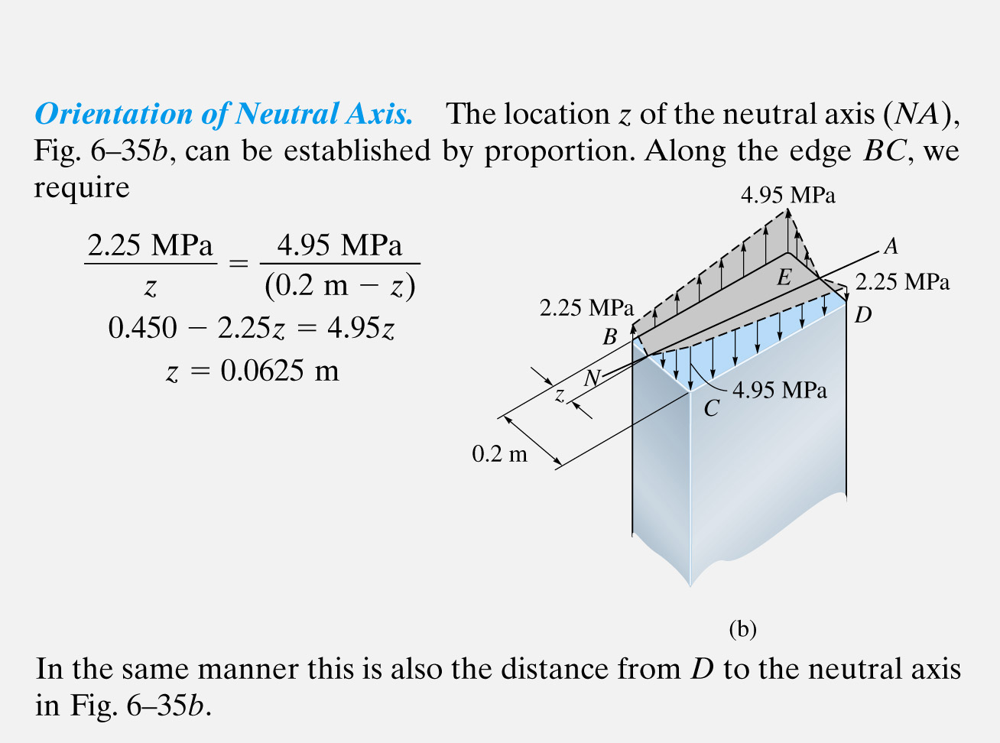 Orientation of Neutral Axis. The location z of the neutral axis (NA),
Fig. 6–35b, can be established by proportion. Along the edge BC, we
require
2.25 MPa / z = 4.95 MPa / (0.2 m − z)
0.450 − 2.25z = 4.95z
z = 0.0625 m
4.95 MPa
A
E
2.25 MPa
2.25 MPa
D
B
N
z
4.95 MPa
C
0.2 m
(b)
In the same manner this is also the distance from D to the neutral axis
in Fig. 6–35b.